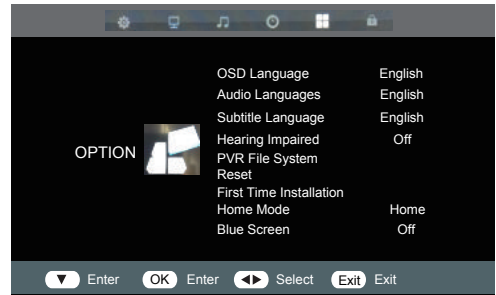 OPTION
OSD Language English
Audio Languages English
Subtitle Language English
Hearing Impaired Off
PVR File System
Reset
First Time Installation
Home Mode Home
Blue Screen Off
Enter OK Enter Select Exit Exit